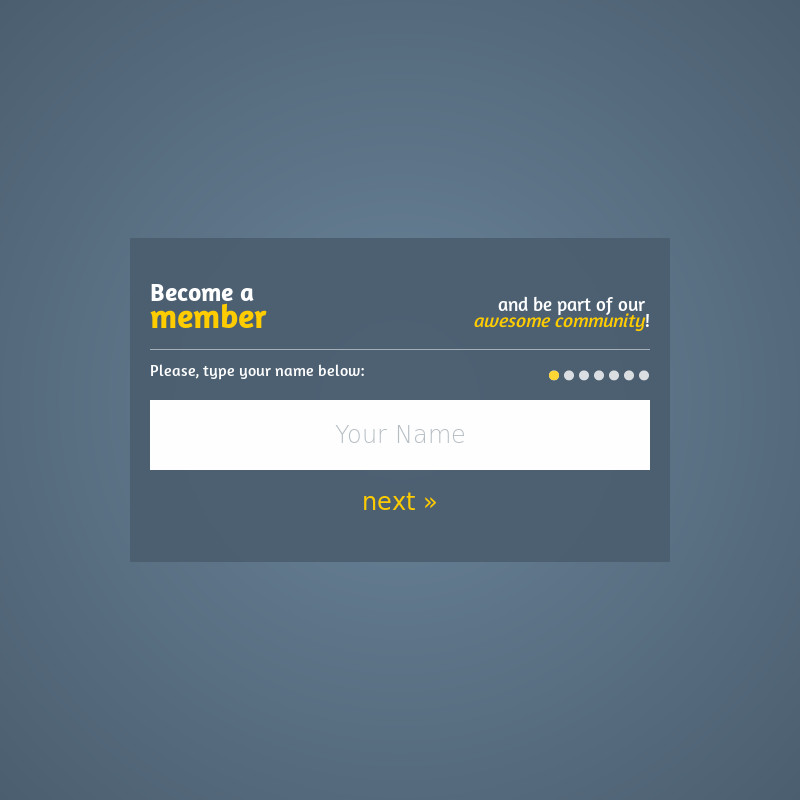 Become a
member
and be part of our
awesome community!
Please, type your name below:
Your Name
next »